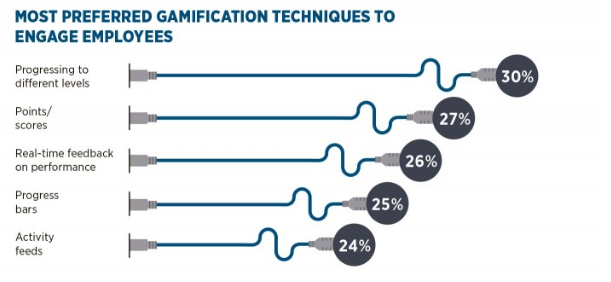 MOST PREFERRED GAMIFICATION TECHNIQUES TO
ENGAGE EMPLOYEES
Progressing to
different levels
30%
Points/
scores
27%
Real-time feedback
on performance
26%
Progress
bars
25%
Activity
feeds
24%